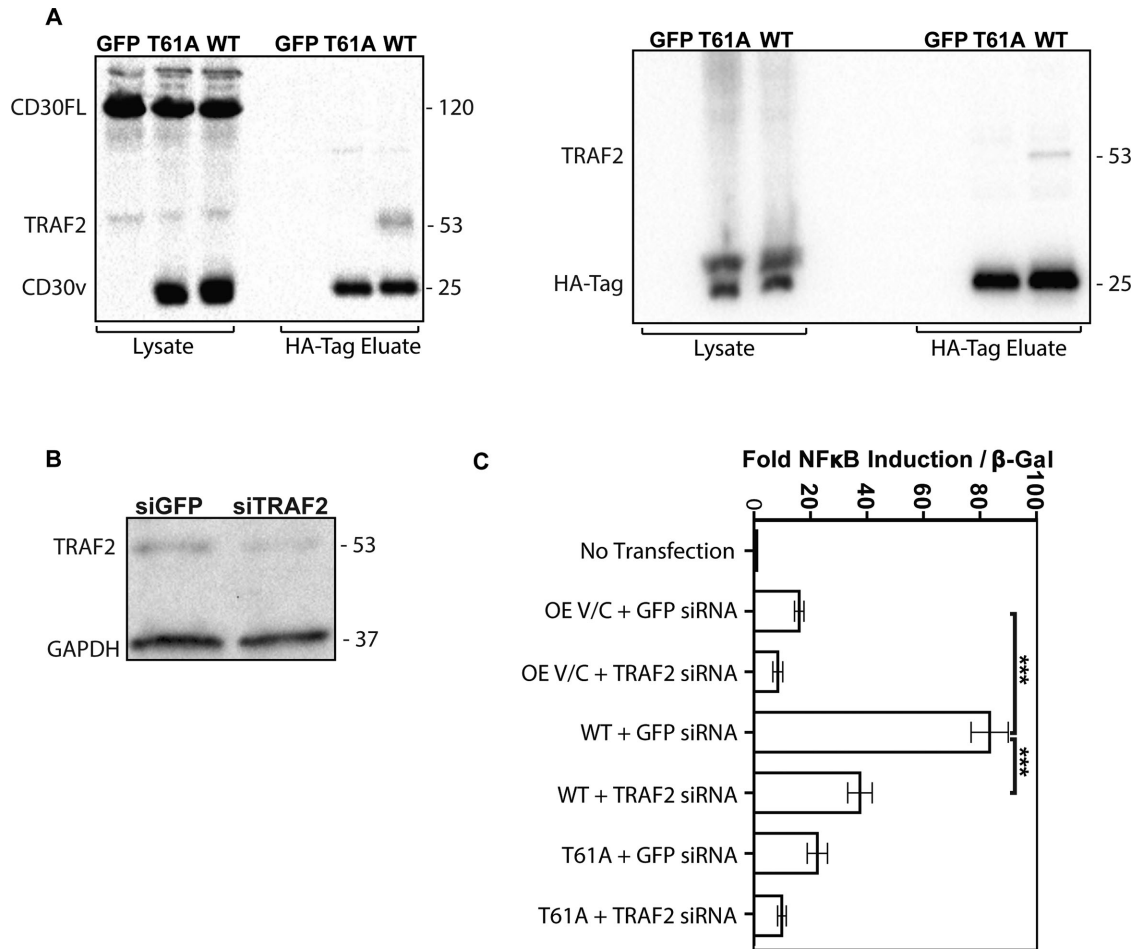 A
GFP T61A WT GFP T61A WT
CD30FL - 120
TRAF2 - 53
CD30v - 25
Lysate HA-Tag Eluate
GFP T61A WT GFP T61A WT
TRAF2 - 53
HA-Tag - 25
Lysate HA-Tag Eluate
B
siGFP siTRAF2
TRAF2 - 53
GAPDH - 37
C
Fold NFκB Induction / β-Gal
0 20 40 60 80 100
No Transfection
OE V/C + GFP siRNA
OE V/C + TRAF2 siRNA
WT + GFP siRNA
WT + TRAF2 siRNA
T61A + GFP siRNA
T61A + TRAF2 siRNA
***
***